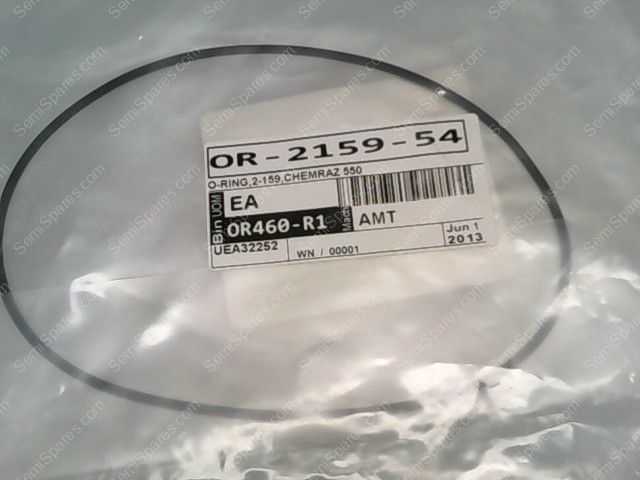 OR-2159-54
O-RING,2-159,CHEMRAZ 550
UOM EA
Bin OR460-R1 AMT
UEA32252 WN / 00001 Jun 1
2013
SemiSpares.com